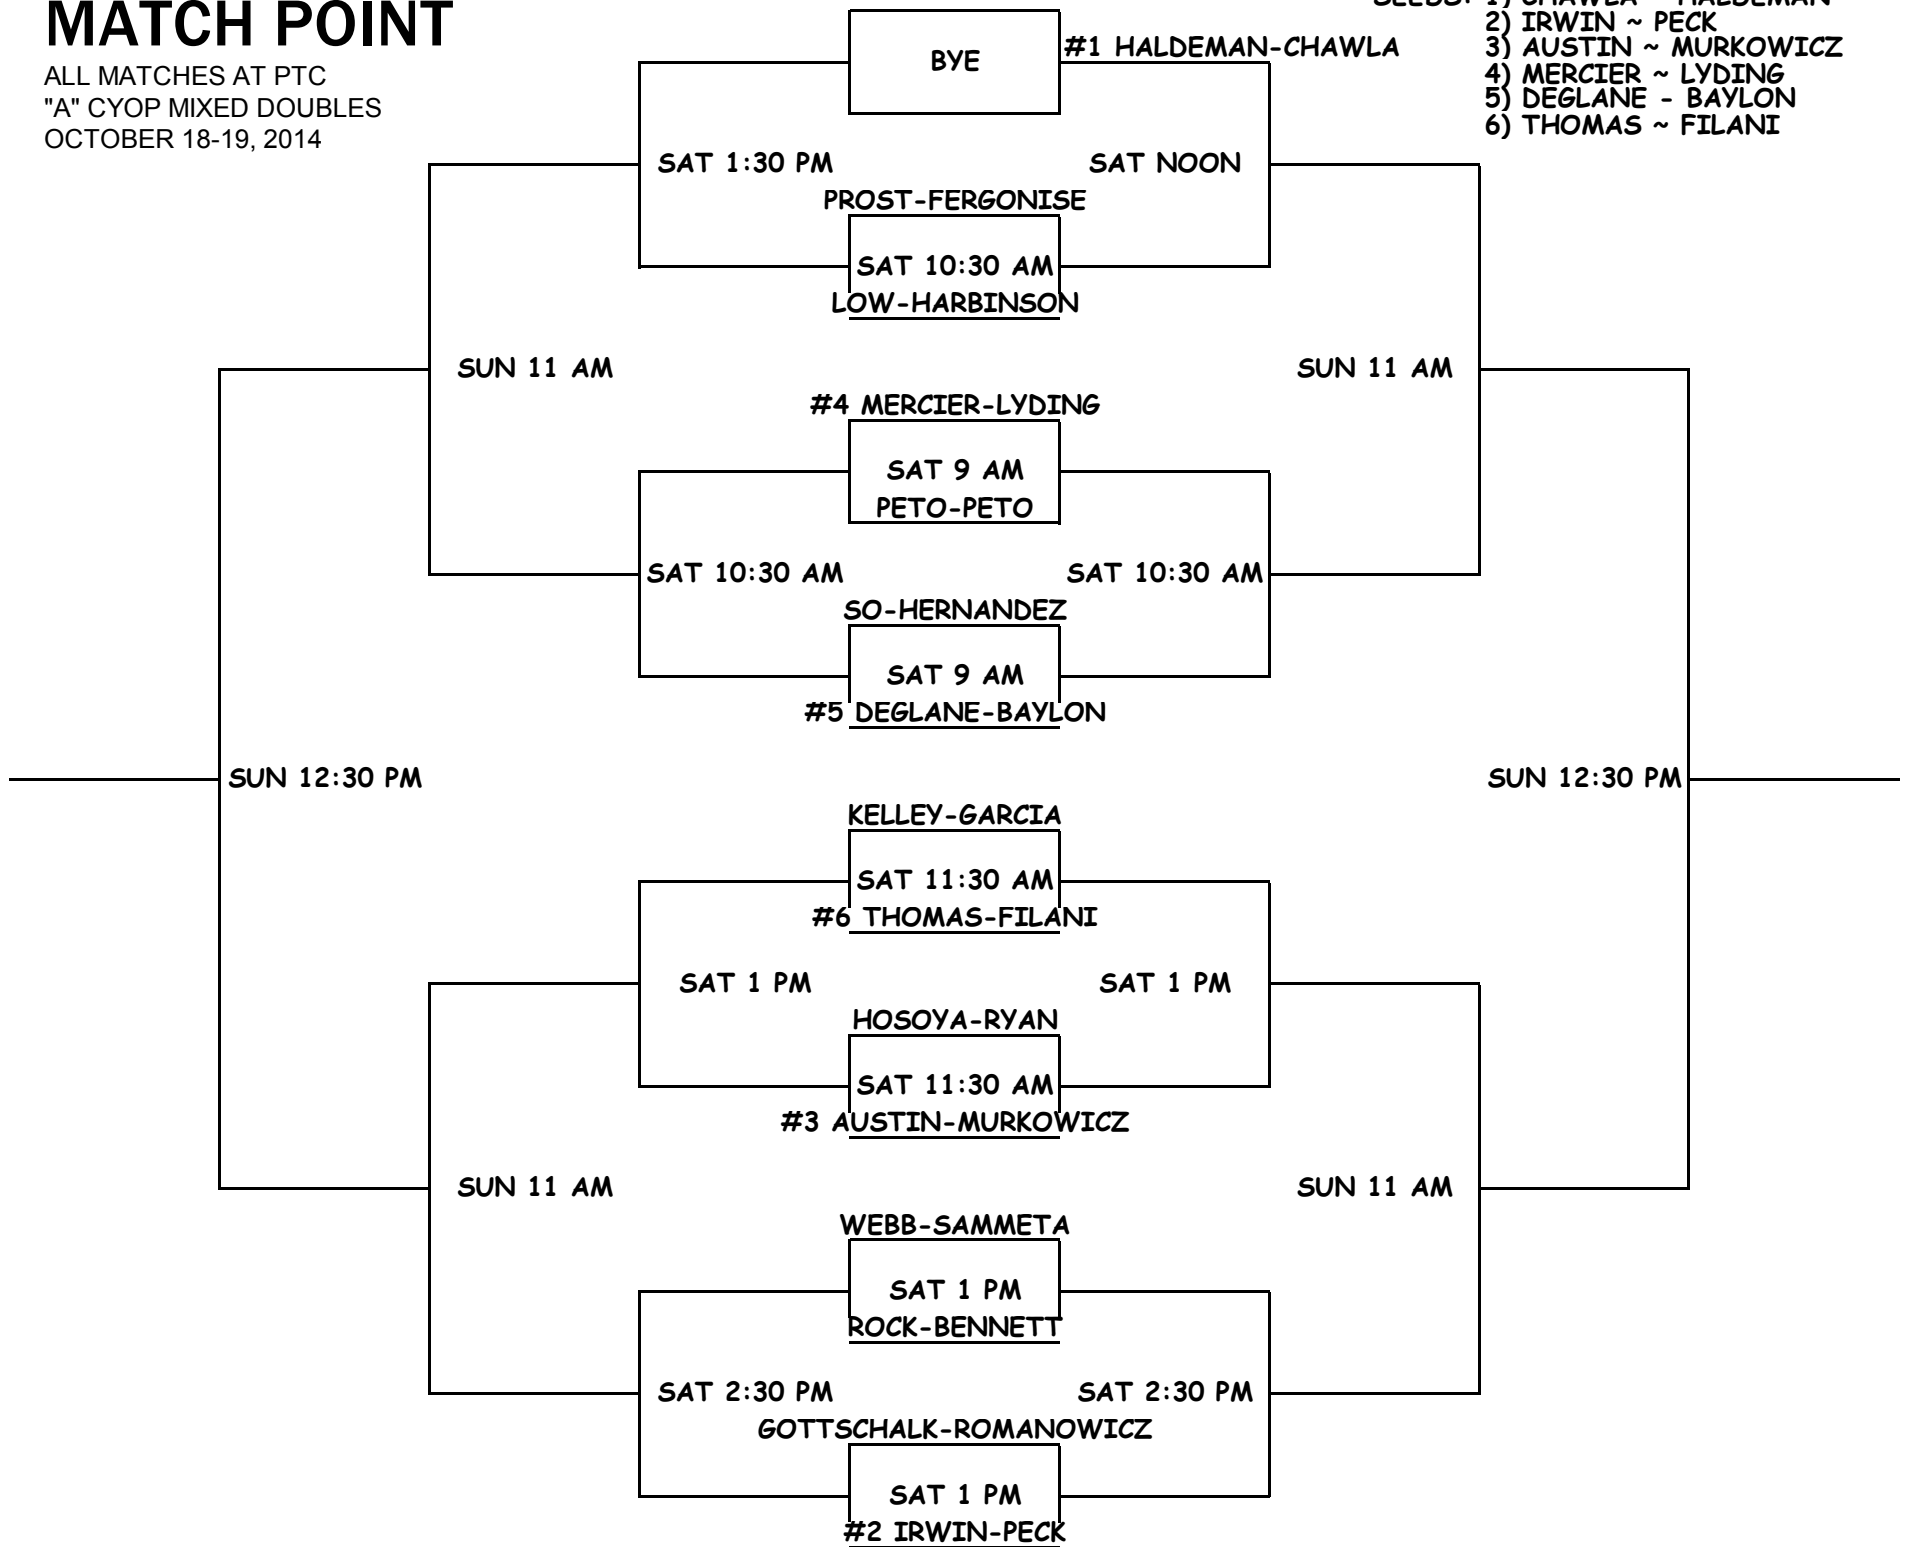 MATCH POINT
ALL MATCHES AT PTC
"A" CYOP MIXED DOUBLES
OCTOBER 18-19, 2014
SEEDS: 1) CHAWLA ~ HALDEMAN
2) IRWIN ~ PECK
3) AUSTIN ~ MURKOWICZ
4) MERCIER ~ LYDING
5) DEGLANE - BAYLON
6) THOMAS ~ FILANI
BYE
#1 HALDEMAN-CHAWLA
SAT 1:30 PM
SAT NOON
PROST-FERGONISE
SAT 10:30 AM
LOW-HARBINSON
SUN 11 AM
SUN 11 AM
#4 MERCIER-LYDING
SAT 9 AM
PETO-PETO
SAT 10:30 AM
SAT 10:30 AM
SO-HERNANDEZ
SAT 9 AM
#5 DEGLANE-BAYLON
SUN 12:30 PM
SUN 12:30 PM
KELLEY-GARCIA
SAT 11:30 AM
#6 THOMAS-FILANI
SAT 1 PM
SAT 1 PM
HOSOYA-RYAN
SAT 11:30 AM
#3 AUSTIN-MURKOWICZ
SUN 11 AM
SUN 11 AM
WEBB-SAMMETA
SAT 1 PM
ROCK-BENNETT
SAT 2:30 PM
SAT 2:30 PM
GOTTSCHALK-ROMANOWICZ
SAT 1 PM
#2 IRWIN-PECK